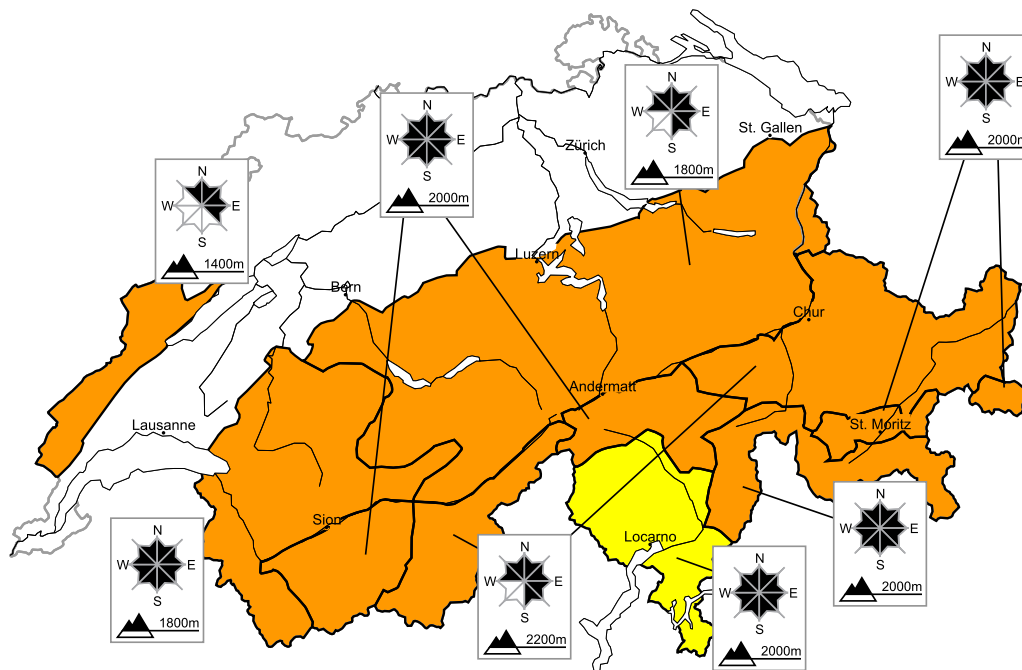 N
W E
S
2000m
N
W E
S
1800m
N
W E
S
2000m
N
W E
S
1400m
St. Gallen
Zürich
Luzern
Bern
Chur
Andermatt
Lausanne
St. Moritz
Sion
Locarno
N
W E
S
1800m
N
W E
S
2200m
N
W E
S
2000m
N
W E
S
2000m